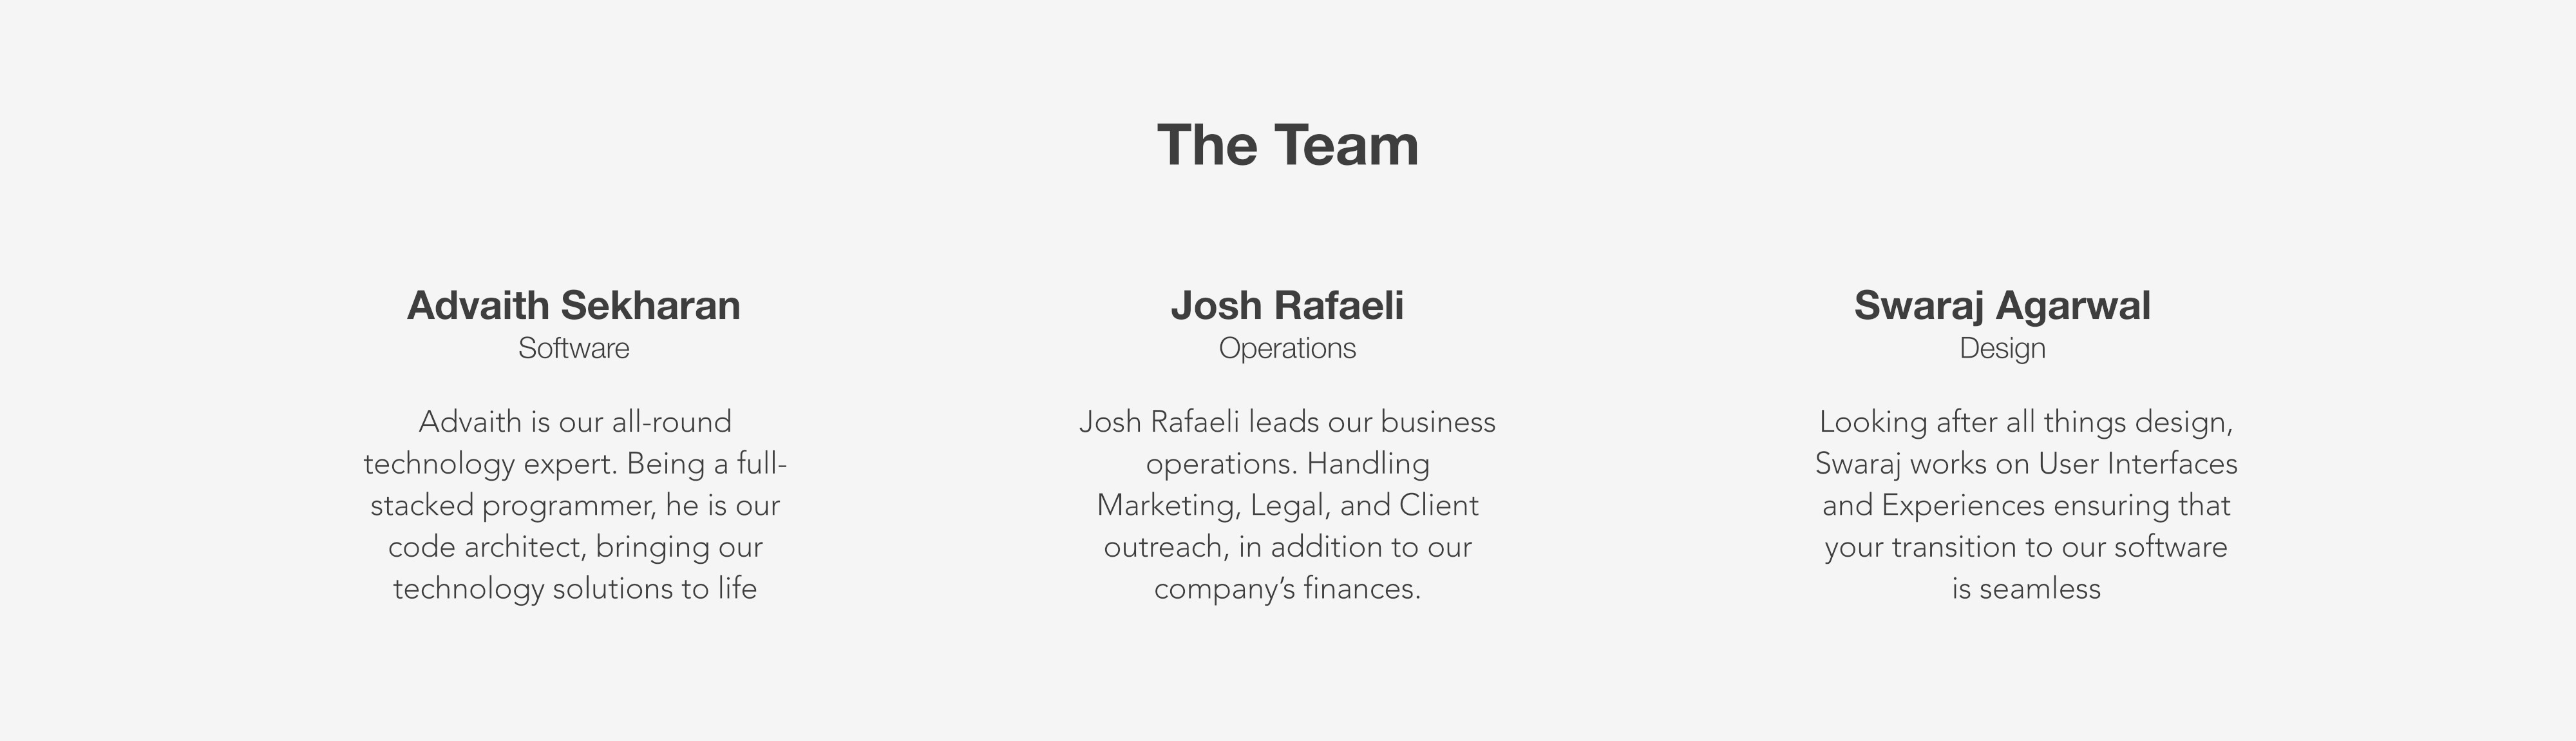 The Team
Advaith Sekharan
Software
Advaith is our all-round
technology expert. Being a full-
stacked programmer, he is our
code architect, bringing our
technology solutions to life
Josh Rafaeli
Operations
Josh Rafaeli leads our business
operations. Handling
Marketing, Legal, and Client
outreach, in addition to our
company’s finances.
Swaraj Agarwal
Design
Looking after all things design,
Swaraj works on User Interfaces
and Experiences ensuring that
your transition to our software
is seamless